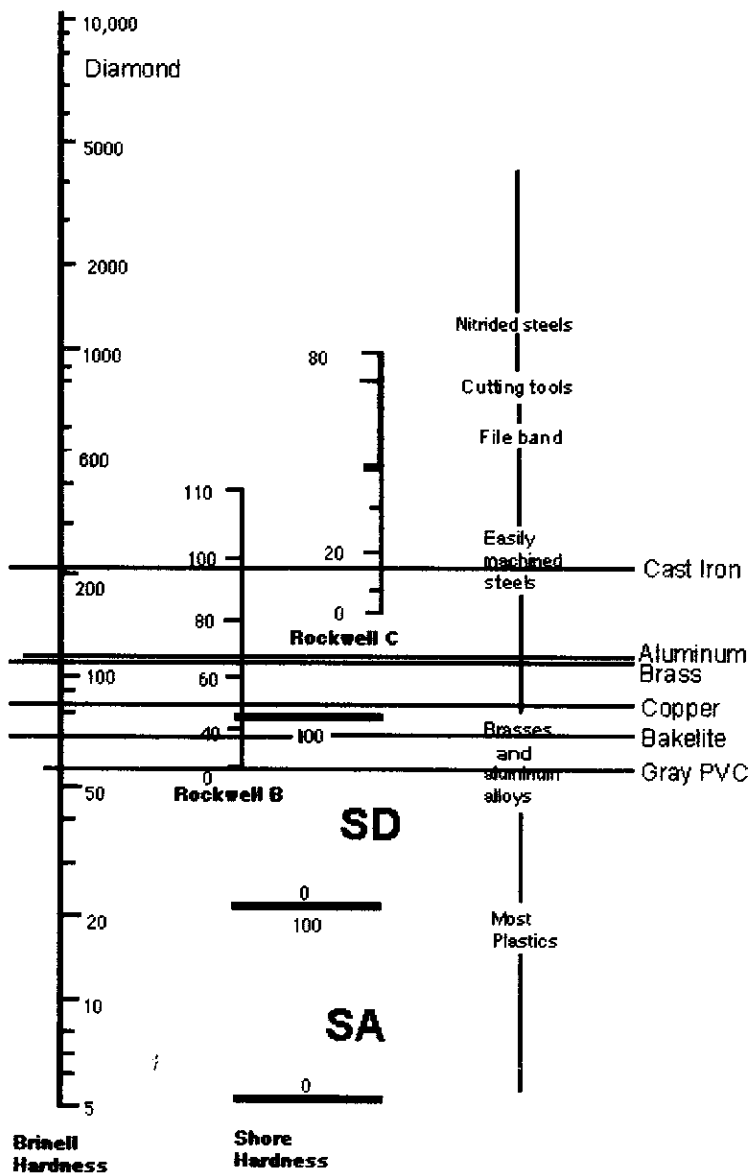 10,000
Diamond
5000
2000
1000
600
200
100
50
20
10
5
Brinell
Hardness
110
100
80
60
40
0
Rockwell B
80
20
0
Rockwell C
100
SD
0
100
SA
0
Shore
Hardness
Nitrided steels
Cutting tools
File band
Easily
machined
steels
Brasses
and
aluminum
alloys
Most
Plastics
Cast Iron
Aluminum
Brass
Copper
Bakelite
Gray PVC